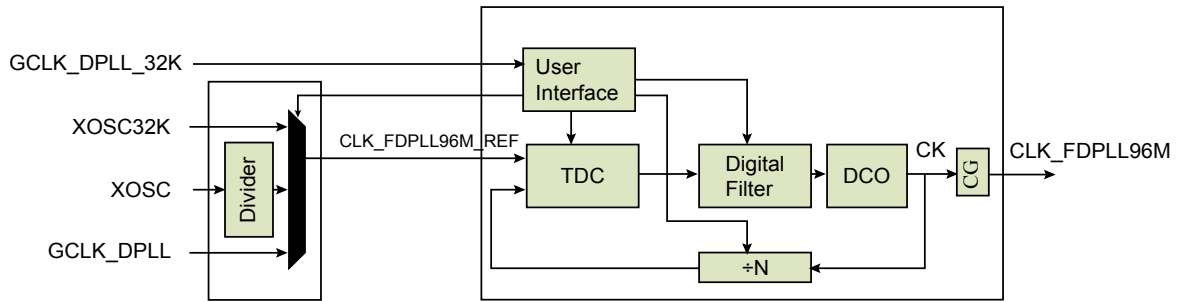 GCLK_DPLL_32K
User
Interface
XOSC32K
CLK_FDPLL96M_REF
XOSC
Divider
TDC
Digital
Filter
DCO
CK
CG
CLK_FDPLL96M
GCLK_DPLL
÷N